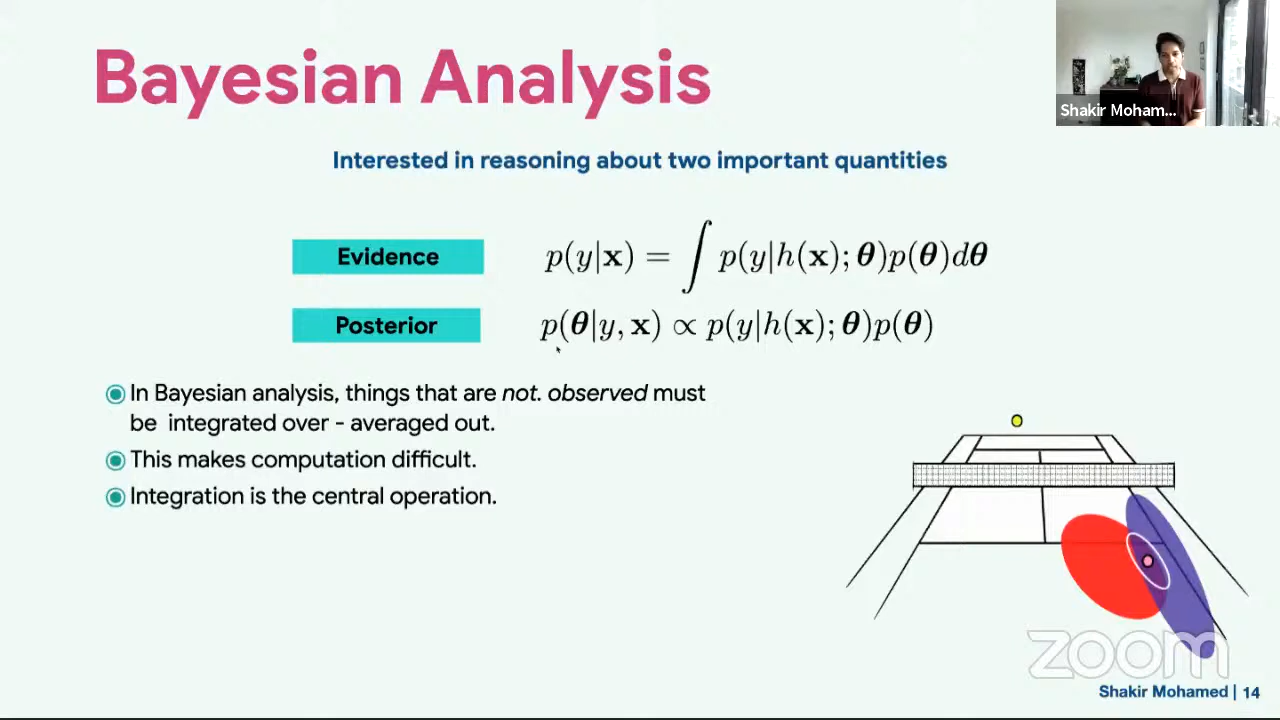 Bayesian Analysis
Shakir Moham...
Interested in reasoning about two important quantities
Evidence p(y|x) = ∫ p(y|h(x); θ)p(θ)dθ
Posterior p(θ|y, x) ∝ p(y|h(x); θ)p(θ)
In Bayesian analysis, things that are not. observed must
be integrated over - averaged out.
This makes computation difficult.
Integration is the central operation.
zoom
Shakir Mohamed | 14